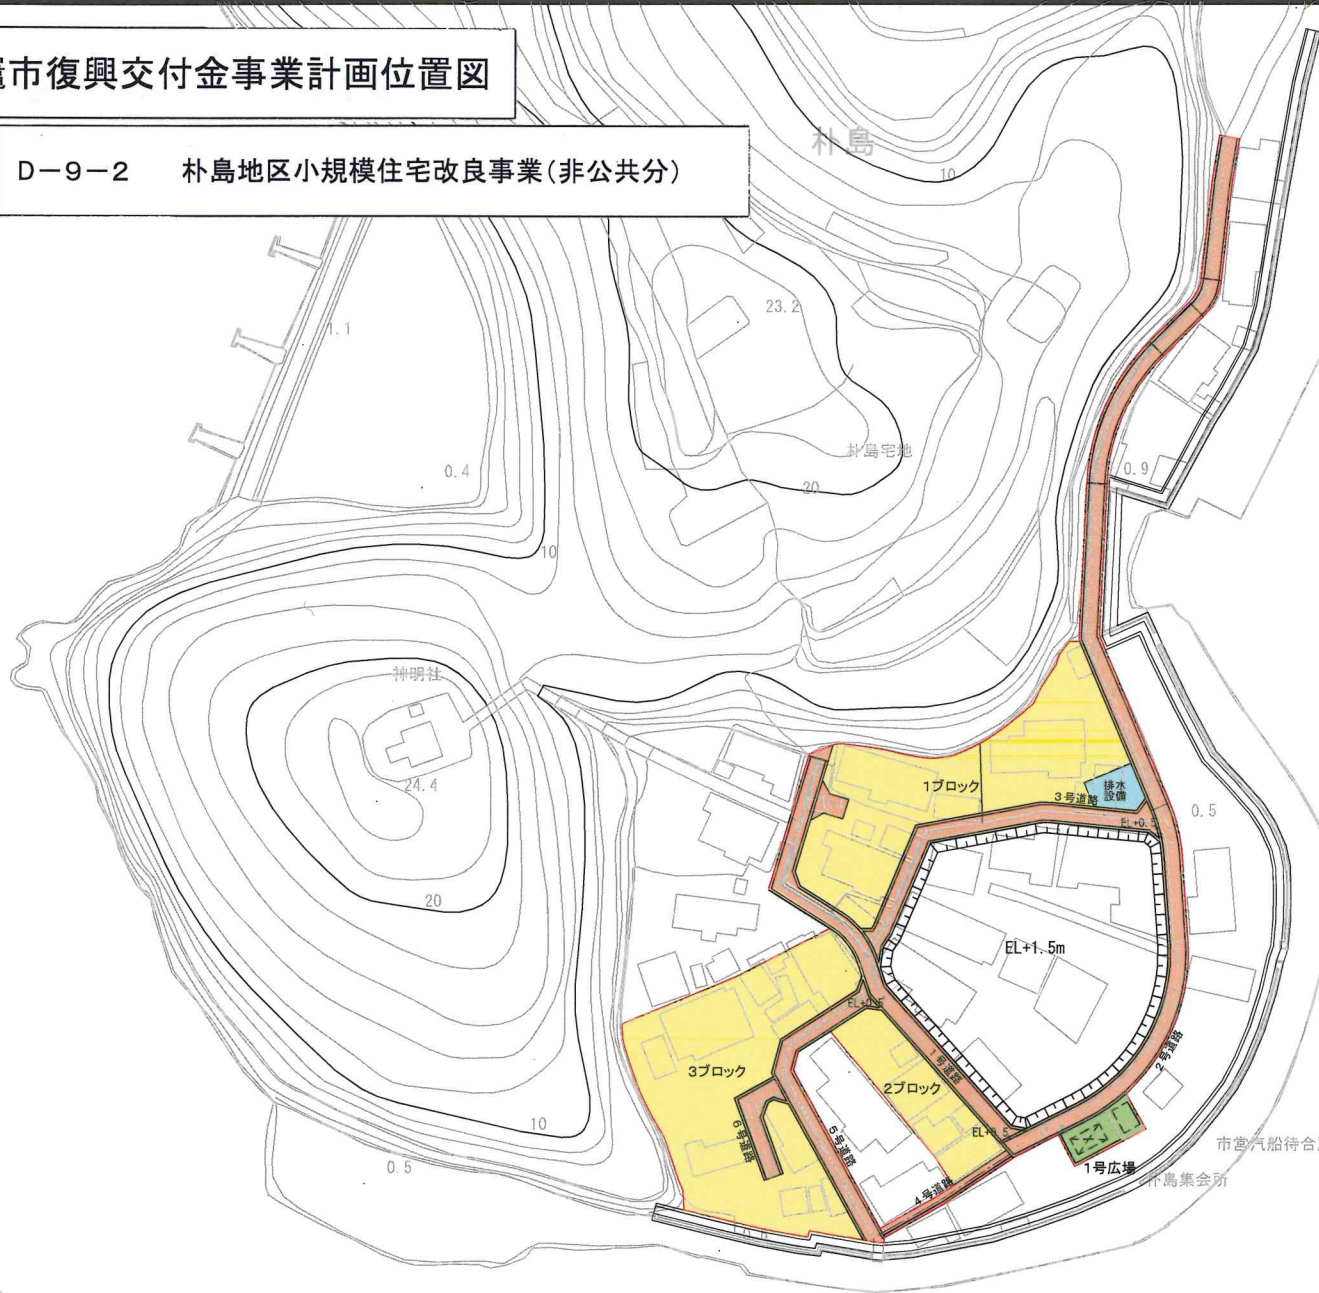 市復興交付金事業計画位置図
D－9－2 朴島地区小規模住宅改良事業(非公共分)
朴島
10
23.2
1.1
朴島宅地
0.4
0.9
20
10
神明社
24.4
1ブロック
排水
設備
3号道路
0.5
20
EL+1.5m
1号道路
2号道路
3ブロック
2ブロック
6号道路
5号道路
10
市営汽船待合
1号広場
朴島集会所
0.5
4号道路